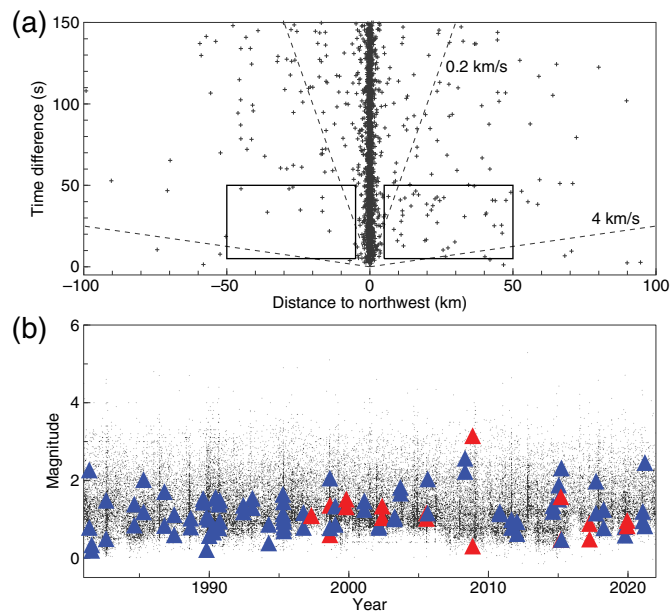 (a)
150
100
50
0
Time difference (s)
0.2 km/s
4 km/s
−100 −50 0 50 100
Distance to northwest (km)
(b)
6
4
2
0
Magnitude
1990 2000 2010 2020
Year